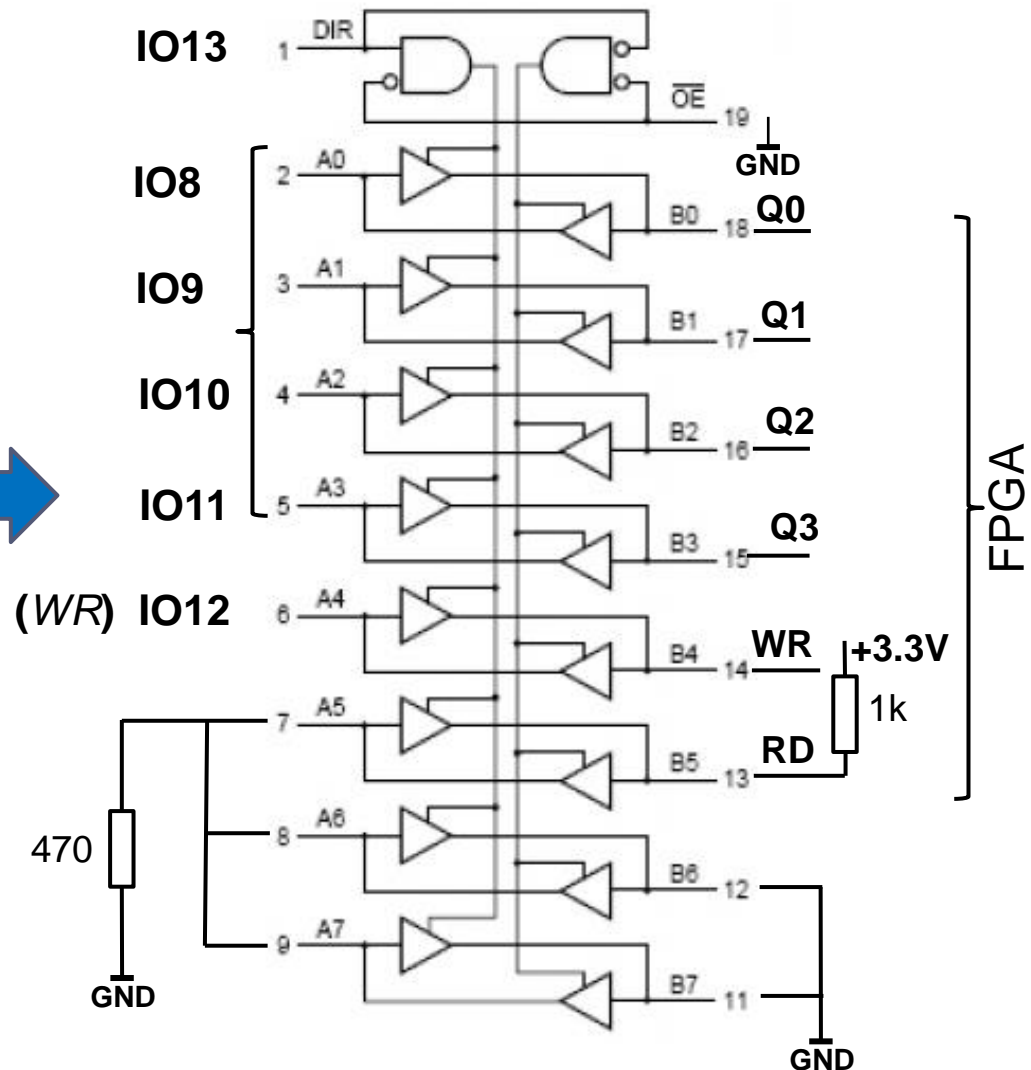 IO13 1 DIR
OE 19
GND
IO8 2 A0
B0 18 Q0
IO9 3 A1
B1 17 Q1
IO10 4 A2
B2 16 Q2
IO11 5 A3
B3 15 Q3
(WR) IO12 6 A4
B4 14 WR +3.3V
1k
7 A5
B5 13 RD
470
8 A6
B6 12
9 A7
B7 11
GND
GND
FPGA